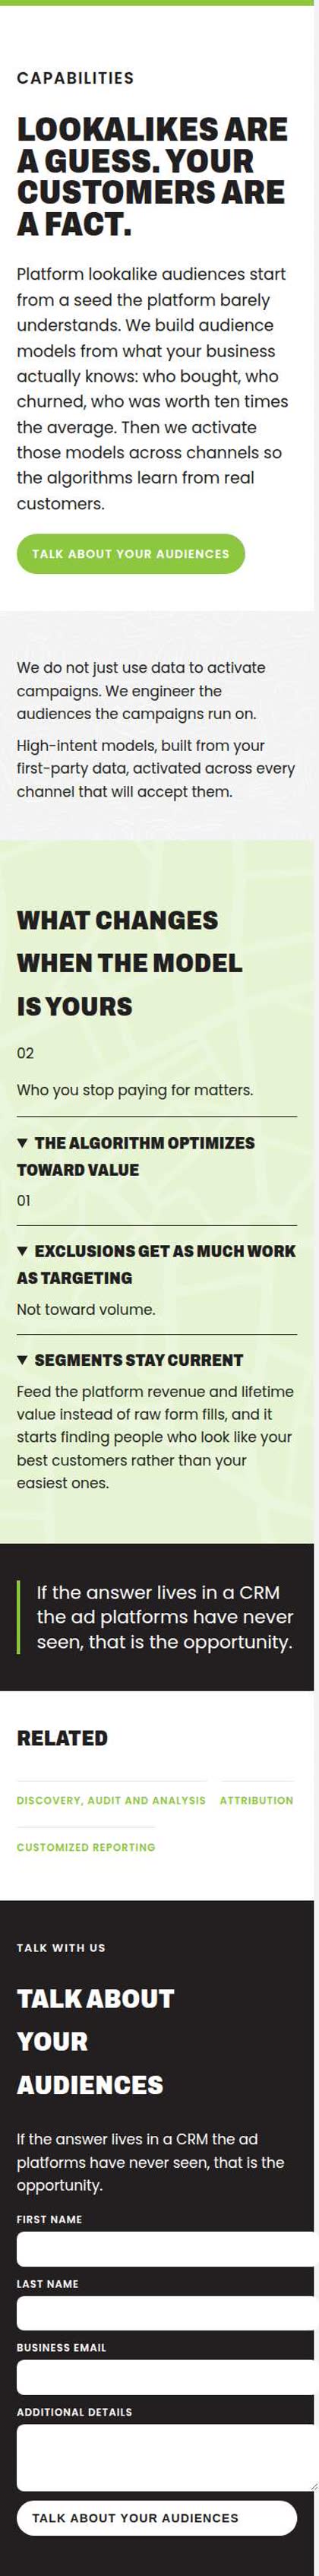 CAPABILITIES
LOOKALIKES ARE
A GUESS. YOUR
CUSTOMERS ARE
A FACT.
Platform lookalike audiences start
from a seed the platform barely
understands. We build audience
models from what your business
actually knows: who bought, who
churned, who was worth ten times
the average. Then we activate
those models across channels so
the algorithms learn from real
customers.
TALK ABOUT YOUR AUDIENCES
We do not just use data to activate
campaigns. We engineer the
audiences the campaigns run on.
High-intent models, built from your
first-party data, activated across every
channel that will accept them.
WHAT CHANGES
WHEN THE MODEL
IS YOURS
02
Who you stop paying for matters.
▼ THE ALGORITHM OPTIMIZES
TOWARD VALUE
01
▼ EXCLUSIONS GET AS MUCH WORK
AS TARGETING
Not toward volume.
▼ SEGMENTS STAY CURRENT
Feed the platform revenue and lifetime
value instead of raw form fills, and it
starts finding people who look like your
best customers rather than your
easiest ones.
If the answer lives in a CRM
the ad platforms have never
seen, that is the opportunity.
RELATED
DISCOVERY, AUDIT AND ANALYSIS ATTRIBUTION
CUSTOMIZED REPORTING
TALK WITH US
TALK ABOUT
YOUR
AUDIENCES
If the answer lives in a CRM the ad
platforms have never seen, that is the
opportunity.
FIRST NAME
LAST NAME
BUSINESS EMAIL
ADDITIONAL DETAILS
TALK ABOUT YOUR AUDIENCES